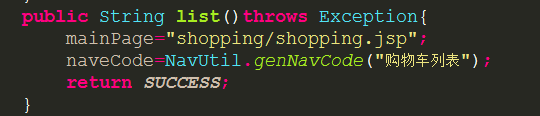 public String list()throws Exception{
mainPage="shopping/shopping.jsp";
naveCode=NavUtil.genNavCode("购物车列表");
return SUCCESS;
}